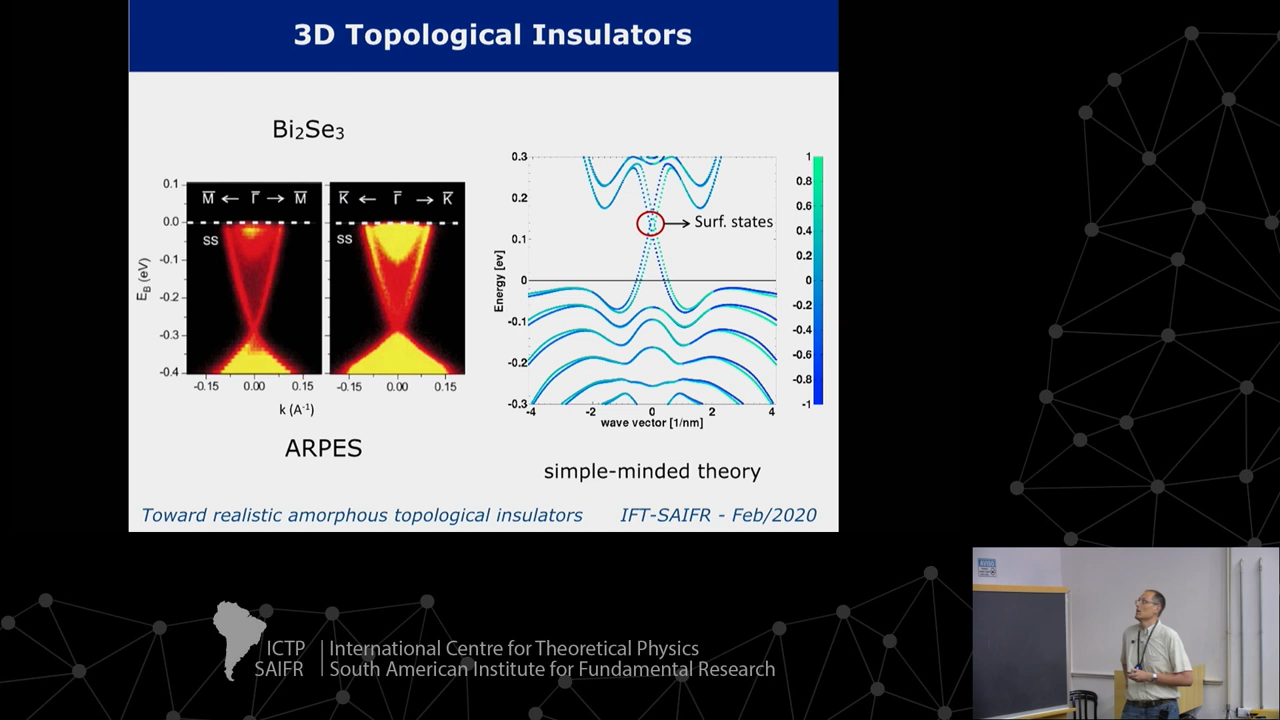 3D Topological Insulators
Bi₂Se₃
0.1
0.0
-0.1
-0.2
-0.3
-0.4
E_B (eV)
M̅ ← Γ̅ → M̅
SS
K̅ ← Γ̅ → K̅
SS
-0.15 0.00 0.15
-0.15 0.00 0.15
k (A⁻¹)
ARPES
0.3
0.2
0.1
0
-0.1
-0.2
-0.3
Energy [ev]
Surf. states
-4 -2 0 2 4
wave vector [1/nm]
1
0.8
0.6
0.4
0.2
0
-0.2
-0.4
-0.6
-0.8
-1
simple-minded theory
Toward realistic amorphous topological insulators IFT-SAIFR - Feb/2020
AVISO
ICTP
SAIFR
International Centre for Theoretical Physics
South American Institute for Fundamental Research